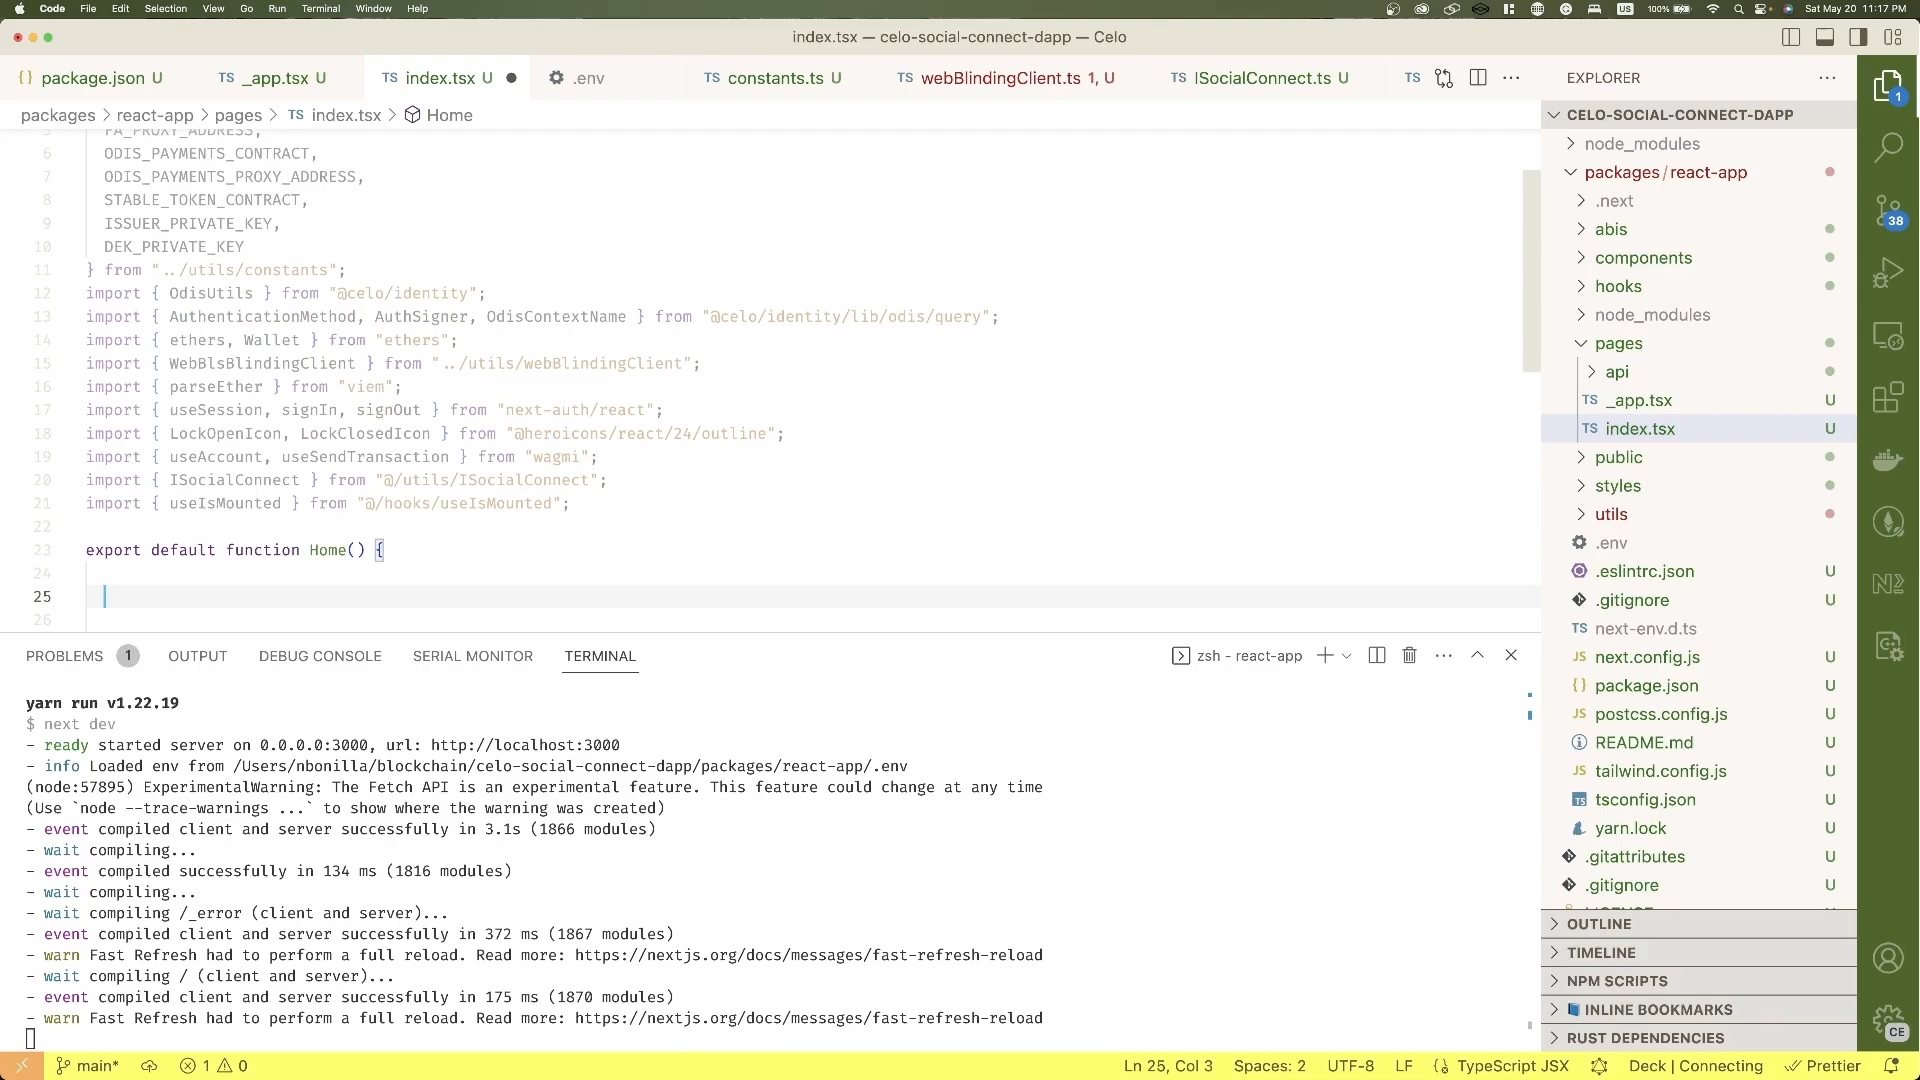 Code File Edit Selection View Go Run Terminal Window Help US 100% Sat May 20 11:17 PM
index.tsx — celo-social-connect-dapp — Celo
{} package.json U TS _app.tsx U TS index.tsx U .env TS constants.ts U TS webBlindingClient.ts 1, U TS ISocialConnect.ts U TS
packages > react-app > pages > TS index.tsx > Home
5 FA_PROXY_ADDRESS,
6 ODIS_PAYMENTS_CONTRACT,
7 ODIS_PAYMENTS_PROXY_ADDRESS,
8 STABLE_TOKEN_CONTRACT,
9 ISSUER_PRIVATE_KEY,
10 DEK_PRIVATE_KEY
11 } from "../utils/constants";
12 import { OdisUtils } from "@celo/identity";
13 import { AuthenticationMethod, AuthSigner, OdisContextName } from "@celo/identity/lib/odis/query";
14 import { ethers, Wallet } from "ethers";
15 import { WebBlsBlindingClient } from "../utils/webBlindingClient";
16 import { parseEther } from "viem";
17 import { useSession, signIn, signOut } from "next-auth/react";
18 import { LockOpenIcon, LockClosedIcon } from "@heroicons/react/24/outline";
19 import { useAccount, useSendTransaction } from "wagmi";
20 import { ISocialConnect } from "@/utils/ISocialConnect";
21 import { useIsMounted } from "@/hooks/useIsMounted";
22
23 export default function Home() {
24
25
26
PROBLEMS 1 OUTPUT DEBUG CONSOLE SERIAL MONITOR TERMINAL zsh - react-app
yarn run v1.22.19
$ next dev
- ready started server on 0.0.0.0:3000, url: http://localhost:3000
- info Loaded env from /Users/nbonilla/blockchain/celo-social-connect-dapp/packages/react-app/.env
(node:57895) ExperimentalWarning: The Fetch API is an experimental feature. This feature could change at any time
(Use `node --trace-warnings ...` to show where the warning was created)
- event compiled client and server successfully in 3.1s (1866 modules)
- wait compiling...
- event compiled successfully in 134 ms (1816 modules)
- wait compiling...
- wait compiling /_error (client and server)...
- event compiled client and server successfully in 372 ms (1867 modules)
- warn Fast Refresh had to perform a full reload. Read more: https://nextjs.org/docs/messages/fast-refresh-reload
- wait compiling / (client and server)...
- event compiled client and server successfully in 175 ms (1870 modules)
- warn Fast Refresh had to perform a full reload. Read more: https://nextjs.org/docs/messages/fast-refresh-reload
EXPLORER
CELO-SOCIAL-CONNECT-DAPP
node_modules
packages/react-app
.next
abis
components
hooks
node_modules
pages
api
TS _app.tsx U
TS index.tsx U
public
styles
utils
.env
.eslintrc.json U
.gitignore U
TS next-env.d.ts
JS next.config.js U
{} package.json U
JS postcss.config.js U
README.md U
JS tailwind.config.js U
TS tsconfig.json U
yarn.lock U
.gitattributes U
.gitignore U
OUTLINE
TIMELINE
NPM SCRIPTS
INLINE BOOKMARKS
RUST DEPENDENCIES
1
38
CE
main* 1 0 Ln 25, Col 3 Spaces: 2 UTF-8 LF {} TypeScript JSX Deck | Connecting Prettier